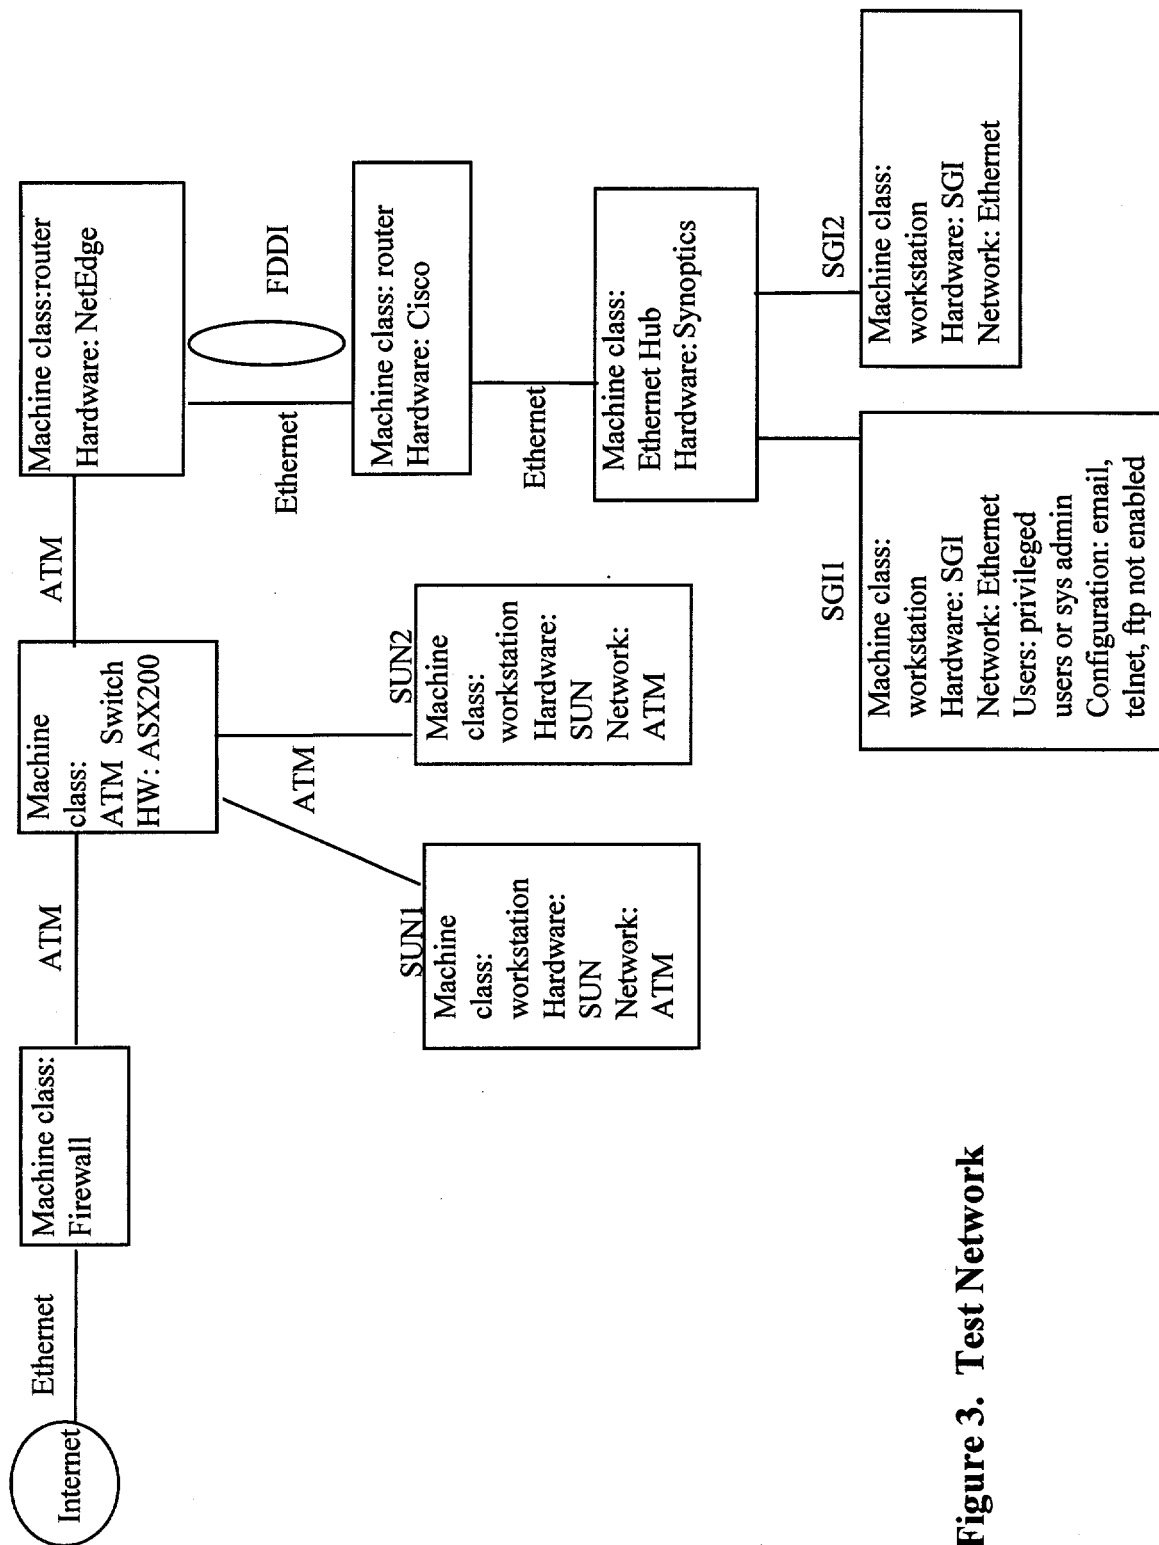 Internet
Ethernet
Machine class:
Firewall
ATM
Machine
class:
ATM Switch
HW: ASX200
ATM
Machine class:router
Hardware: NetEdge
Ethernet
FDDI
Machine class: router
Hardware: Cisco
Ethernet
Machine class:
Ethernet Hub
Hardware: Synoptics
ATM
SUN1
Machine
class:
workstation
Hardware:
SUN
Network:
ATM
SUN2
Machine
class:
workstation
Hardware:
SUN
Network:
ATM
SGI1
Machine class:
workstation
Hardware: SGI
Network: Ethernet
Users: privileged
users or sys admin
Configuration: email,
telnet, ftp not enabled
SGI2
Machine class:
workstation
Hardware: SGI
Network: Ethernet
Figure 3. Test Network